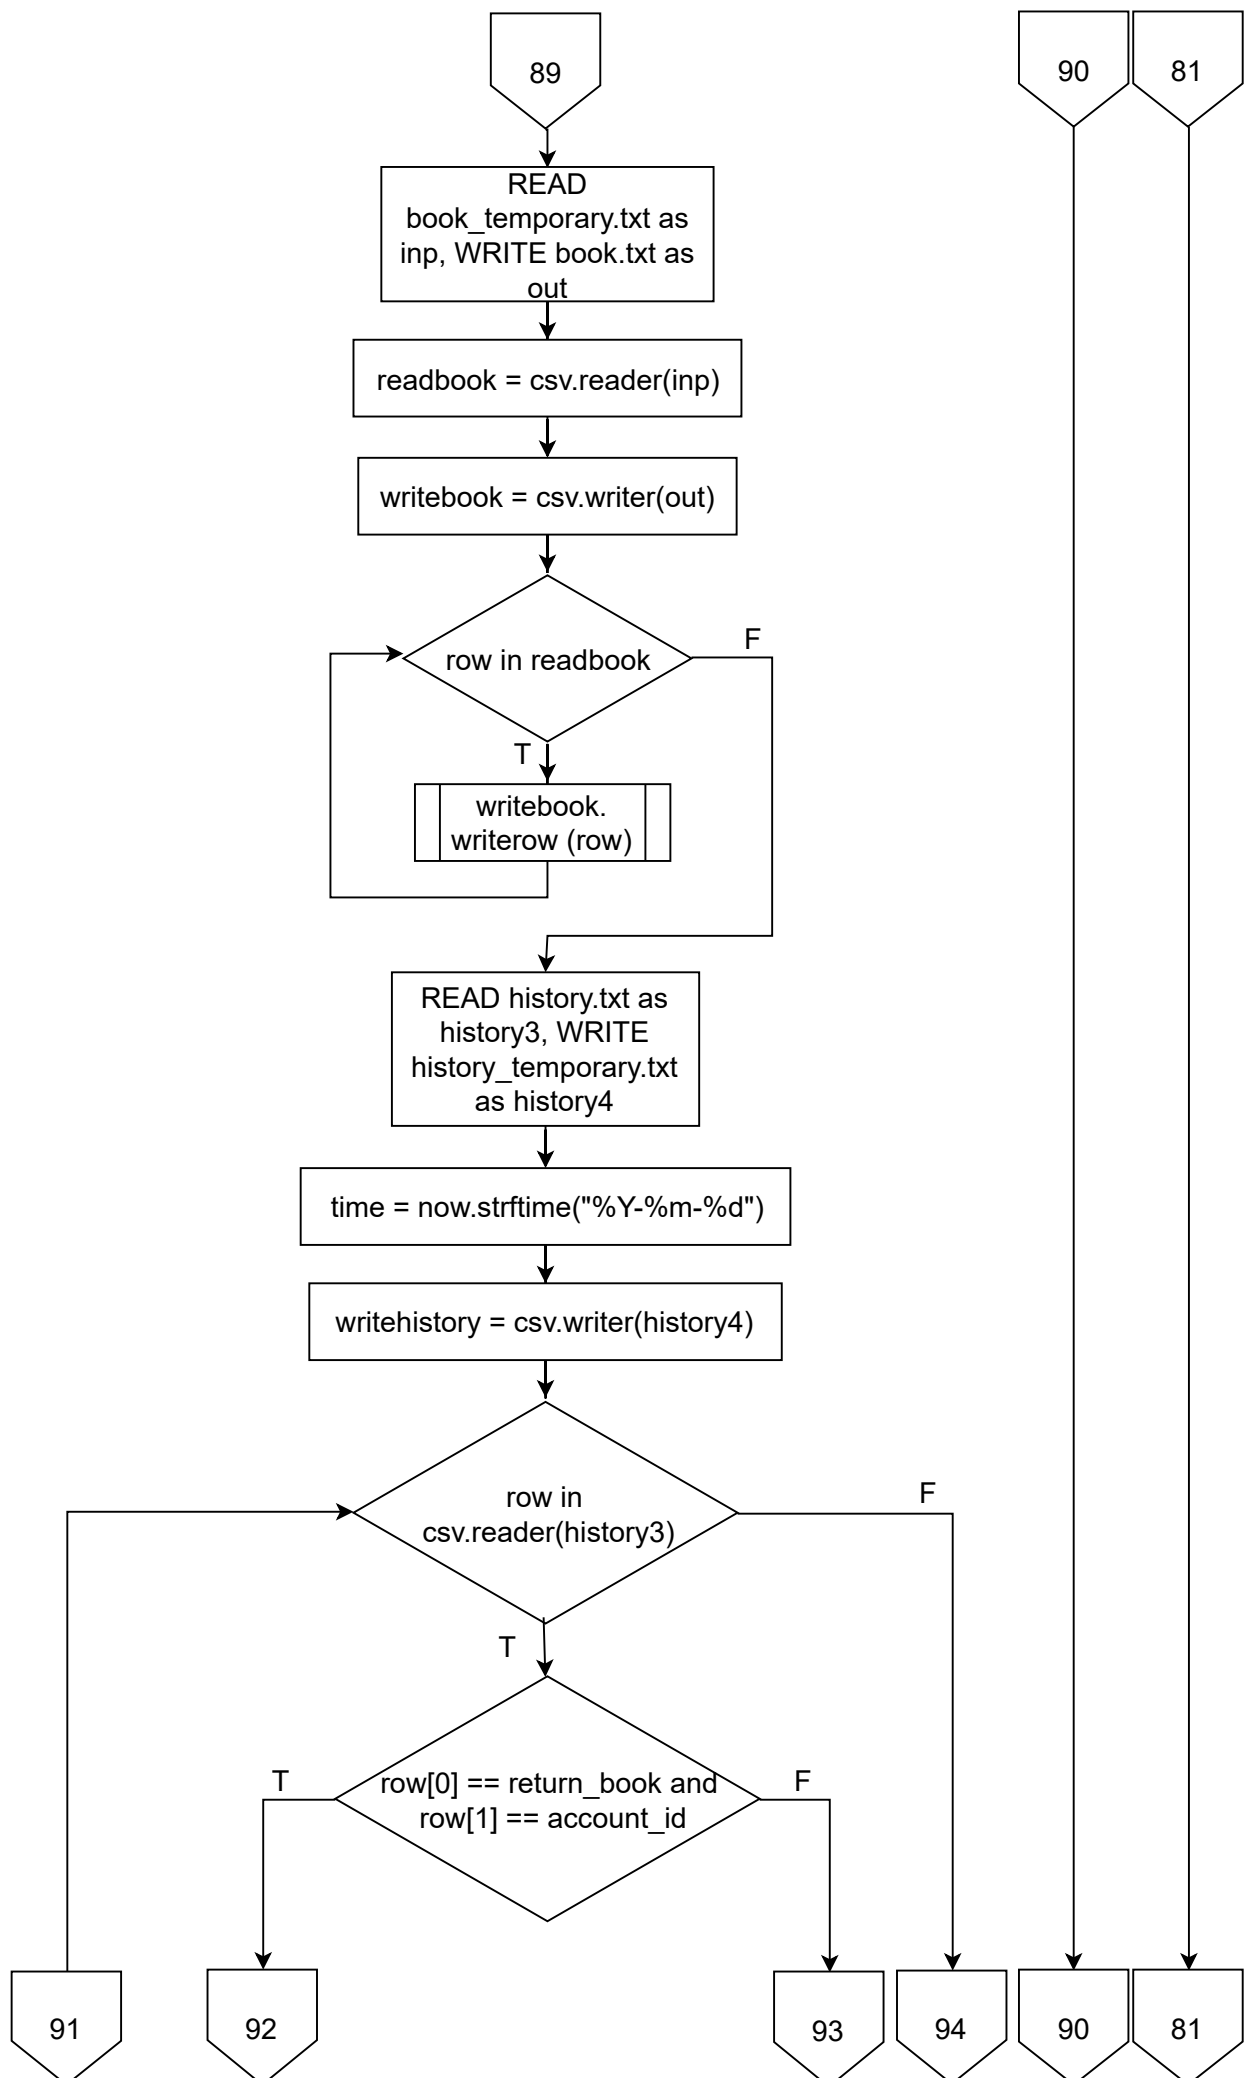 89
90
81
READ
book_temporary.txt as
inp, WRITE book.txt as
out
readbook = csv.reader(inp)
writebook = csv.writer(out)
row in readbook
F
T
writebook.
writerow (row)
READ history.txt as
history3, WRITE
history_temporary.txt
as history4
time = now.strftime("%Y-%m-%d")
writehistory = csv.writer(history4)
row in
csv.reader(history3)
F
T
row[0] == return_book and
row[1] == account_id
T
F
91
92
93
94
90
81